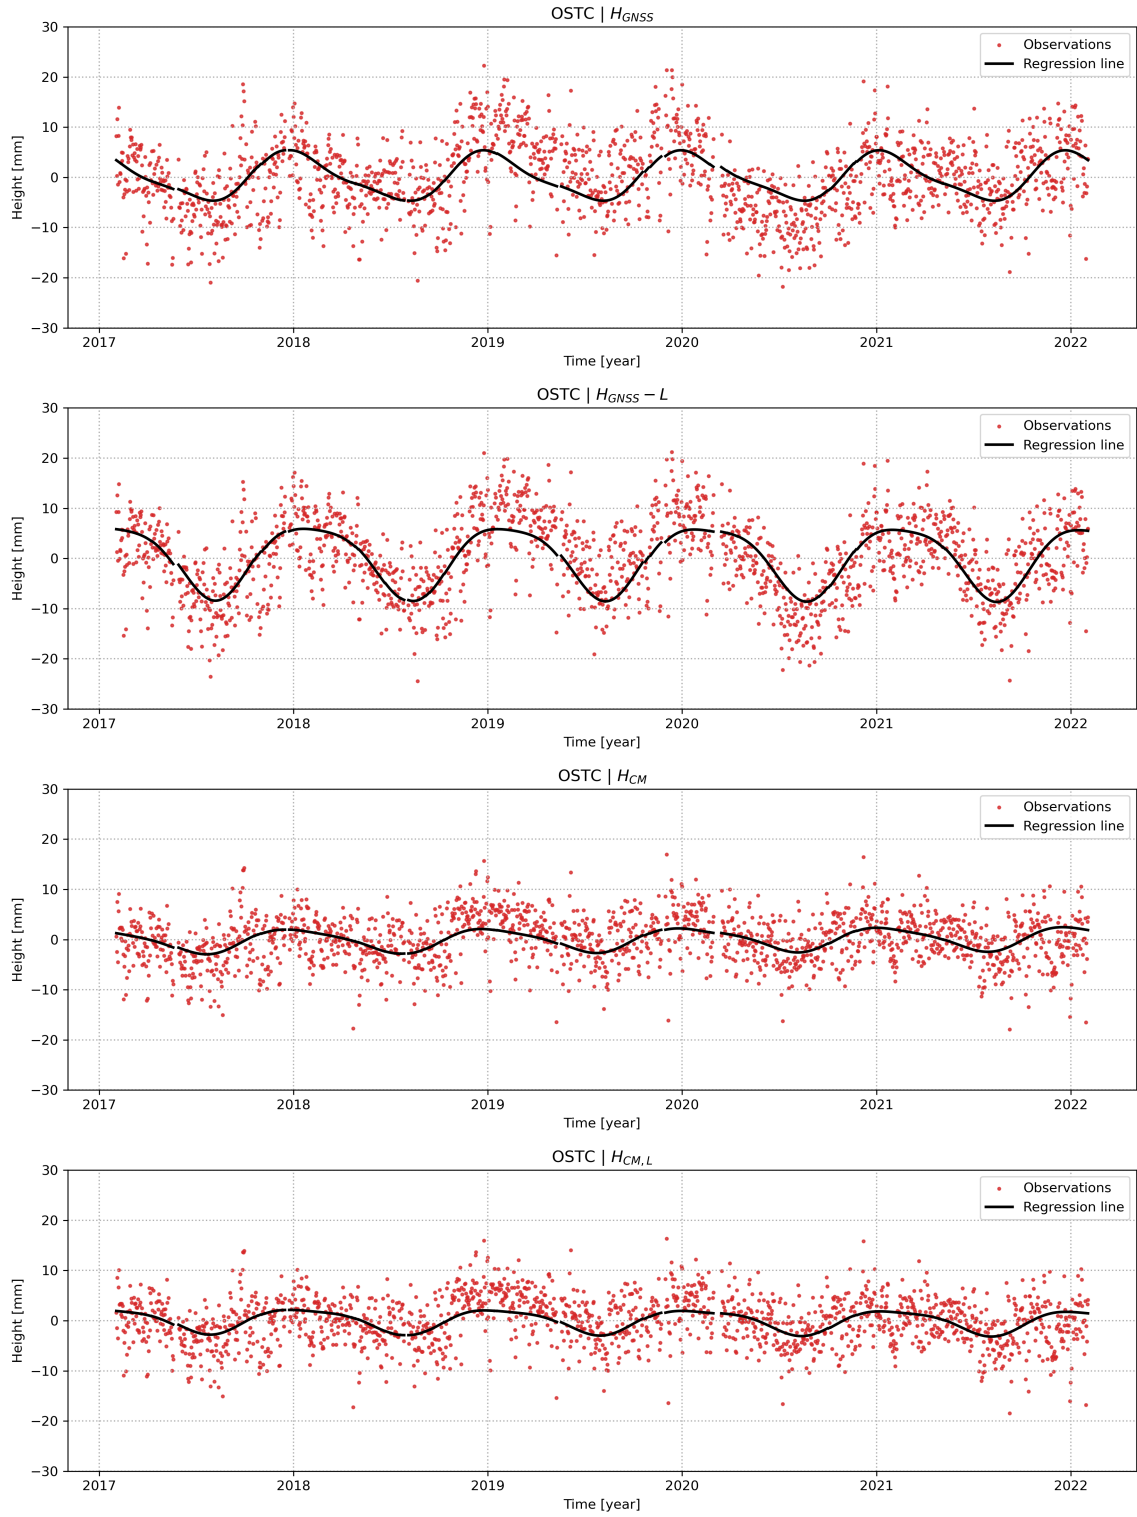 OSTC | H_GNSS
Observations
Regression line
Height [mm]
30
20
10
0
−10
−20
−30
2017 2018 2019 2020 2021 2022
Time [year]
OSTC | H_GNSS − L
Observations
Regression line
Height [mm]
30
20
10
0
−10
−20
−30
2017 2018 2019 2020 2021 2022
Time [year]
OSTC | H_CM
Observations
Regression line
Height [mm]
30
20
10
0
−10
−20
−30
2017 2018 2019 2020 2021 2022
Time [year]
OSTC | H_CM, L
Observations
Regression line
Height [mm]
30
20
10
0
−10
−20
−30
2017 2018 2019 2020 2021 2022
Time [year]